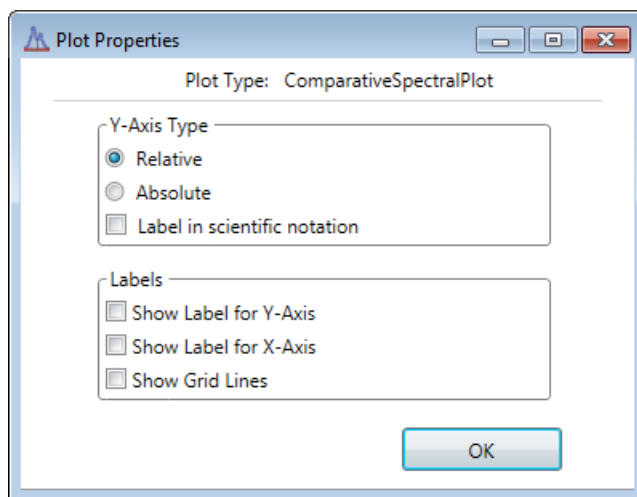 Plot Properties
Plot Type: ComparativeSpectralPlot
Y-Axis Type
Relative
Absolute
Label in scientific notation
Labels
Show Label for Y-Axis
Show Label for X-Axis
Show Grid Lines
OK